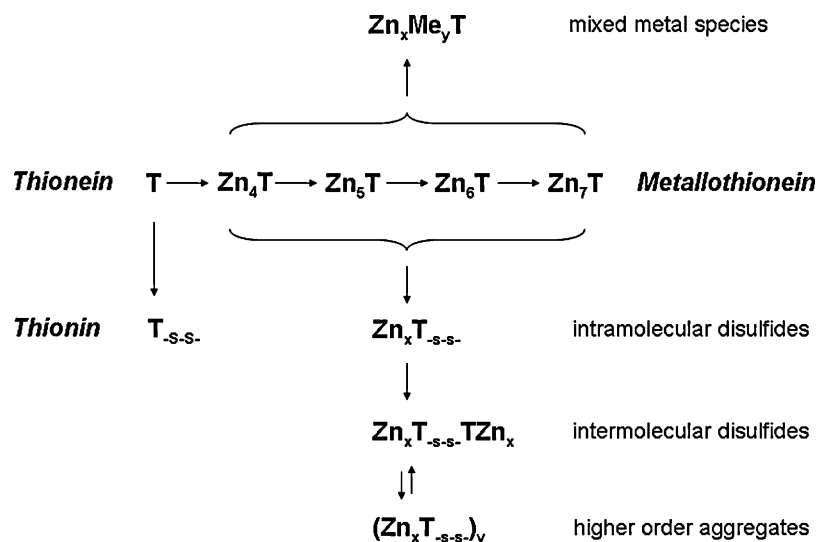 ZnₓMeᵧT mixed metal species
Thionein T Zn₄T Zn₅T Zn₆T Zn₇T Metallothionein
Thionin T₋S₋S₋ ZnₓT₋s₋s₋ intramolecular disulfides
ZnₓT₋s₋s₋TZnₓ intermolecular disulfides
(ZnₓT₋s₋s₋)ᵧ higher order aggregates